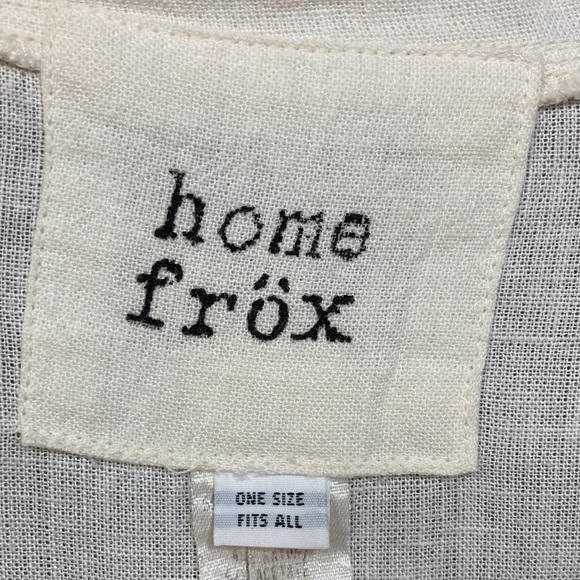 home
fröx
ONE SIZE
FITS ALL